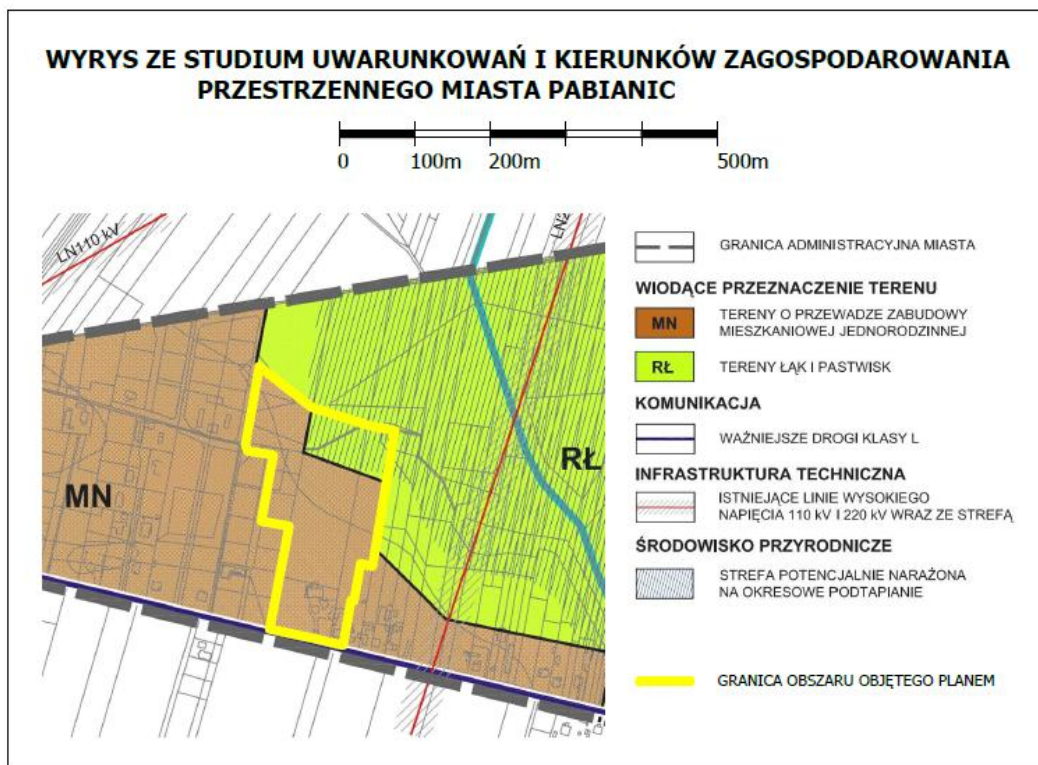 WYRYS ZE STUDIUM UWARUNKOWAŃ I KIERUNKÓW ZAGOSPODAROWANIA
PRZESTRZENNEGO MIASTA PABIANIC
0 100m 200m 500m
LN110 kV
LN2
MN
RŁ
GRANICA ADMINISTRACYJNA MIASTA
WIODĄCE PRZEZNACZENIE TERENU
MN
TERENY O PRZEWADZE ZABUDOWY
MIESZKANIOWEJ JEDNORODZINNEJ
RŁ
TERENY ŁĄK I PASTWISK
KOMUNIKACJA
WAŻNIEJSZE DROGI KLASY L
INFRASTRUKTURA TECHNICZNA
ISTNIEJĄCE LINIE WYSOKIEGO
NAPIĘCIA 110 kV I 220 kV WRAZ ZE STREFĄ
ŚRODOWISKO PRZYRODNICZE
STREFA POTENCJALNIE NARAŻONA
NA OKRESOWE PODTAPIANIE
GRANICA OBSZARU OBJĘTEGO PLANEM